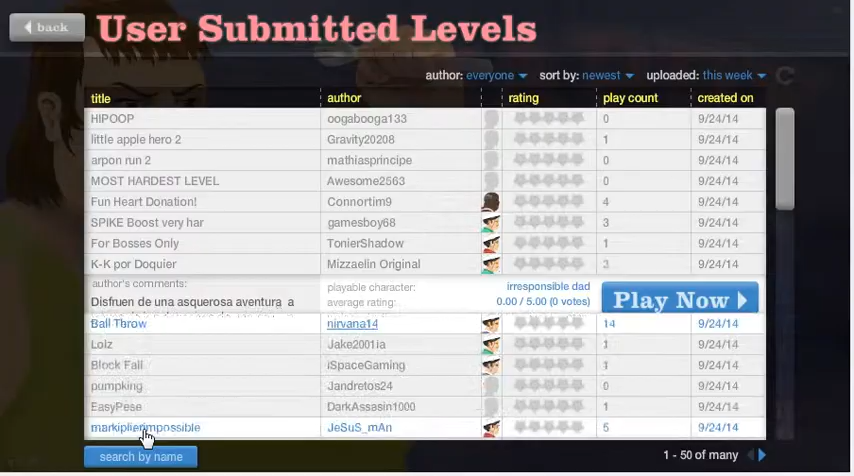 back
User Submitted Levels
author: everyone sort by: newest uploaded: this week
title author rating play count created on
HIPOOP oogabooga133 0 9/24/14
little apple hero 2 Gravity20208 1 9/24/14
arpon run 2 mathiasprincipe 0 9/24/14
MOST HARDEST LEVEL Awesome2563 0 9/24/14
Fun Heart Donation! Connortim9 4 9/24/14
SPIKE Boost very har gamesboy68 3 9/24/14
For Bosses Only TonierShadow 1 9/24/14
K-K por Doquier Mizzaelin Original 3 9/24/14
author's comments: playable character: irresponsible dad
Disfruen de una asquerosa aventura a average rating: 0.00 / 5.00 (0 votes) Play Now
Ball Throw nirvana14 14 9/24/14
Lolz Jake2001ia 1 9/24/14
Block Fall iSpaceGaming 1 9/24/14
pumpking Jandretos24 0 9/24/14
EasyPese DarkAssasin1000 1 9/24/14
markiplierimpossible JeSuS_mAn 5 9/24/14
search by name 1 - 50 of many